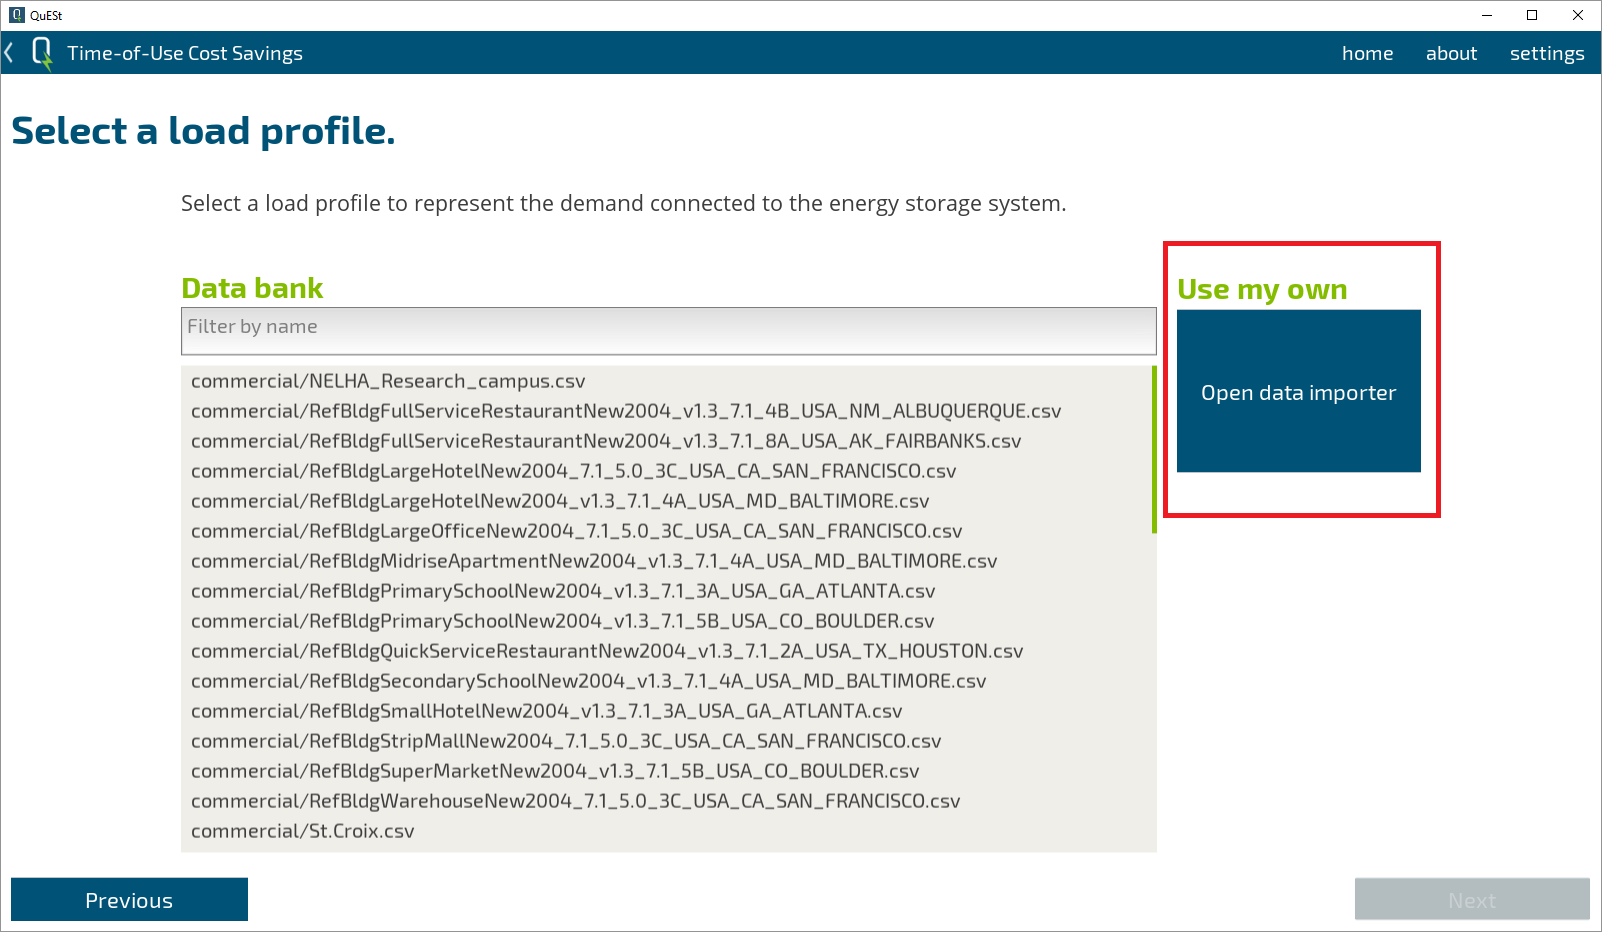 QuESt
Time-of-Use Cost Savings
home about settings
Select a load profile.
Select a load profile to represent the demand connected to the energy storage system.
Data bank
Filter by name
commercial/NELHA_Research_campus.csv
commercial/RefBldgFullServiceRestaurantNew2004_v1.3_7.1_4B_USA_NM_ALBUQUERQUE.csv
commercial/RefBldgFullServiceRestaurantNew2004_v1.3_7.1_8A_USA_AK_FAIRBANKS.csv
commercial/RefBldgLargeHotelNew2004_7.1_5.0_3C_USA_CA_SAN_FRANCISCO.csv
commercial/RefBldgLargeHotelNew2004_v1.3_7.1_4A_USA_MD_BALTIMORE.csv
commercial/RefBldgLargeOfficeNew2004_7.1_5.0_3C_USA_CA_SAN_FRANCISCO.csv
commercial/RefBldgMidriseApartmentNew2004_v1.3_7.1_4A_USA_MD_BALTIMORE.csv
commercial/RefBldgPrimarySchoolNew2004_v1.3_7.1_3A_USA_GA_ATLANTA.csv
commercial/RefBldgPrimarySchoolNew2004_v1.3_7.1_5B_USA_CO_BOULDER.csv
commercial/RefBldgQuickServiceRestaurantNew2004_v1.3_7.1_2A_USA_TX_HOUSTON.csv
commercial/RefBldgSecondarySchoolNew2004_v1.3_7.1_4A_USA_MD_BALTIMORE.csv
commercial/RefBldgSmallHotelNew2004_v1.3_7.1_3A_USA_GA_ATLANTA.csv
commercial/RefBldgStripMallNew2004_7.1_5.0_3C_USA_CA_SAN_FRANCISCO.csv
commercial/RefBldgSuperMarketNew2004_v1.3_7.1_5B_USA_CO_BOULDER.csv
commercial/RefBldgWarehouseNew2004_7.1_5.0_3C_USA_CA_SAN_FRANCISCO.csv
commercial/St.Croix.csv
Use my own
Open data importer
Previous
Next